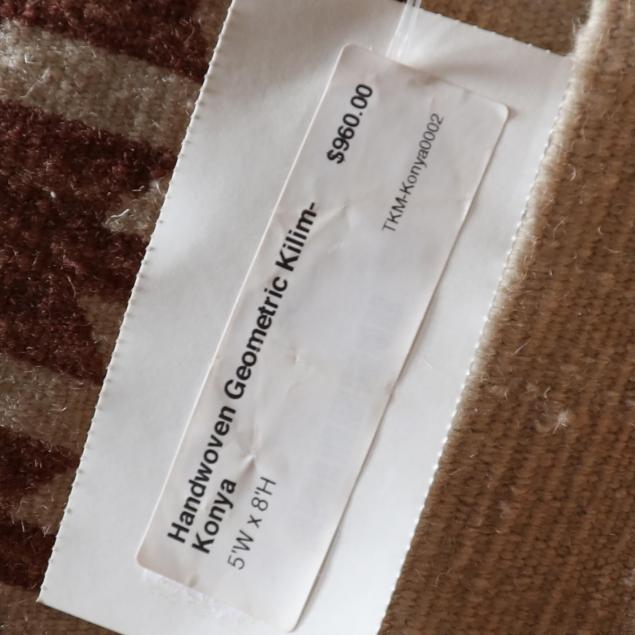 Handwoven Geometric Kilim-
Konya
5'W x 8'H
$960.00
TKM-Konya0002